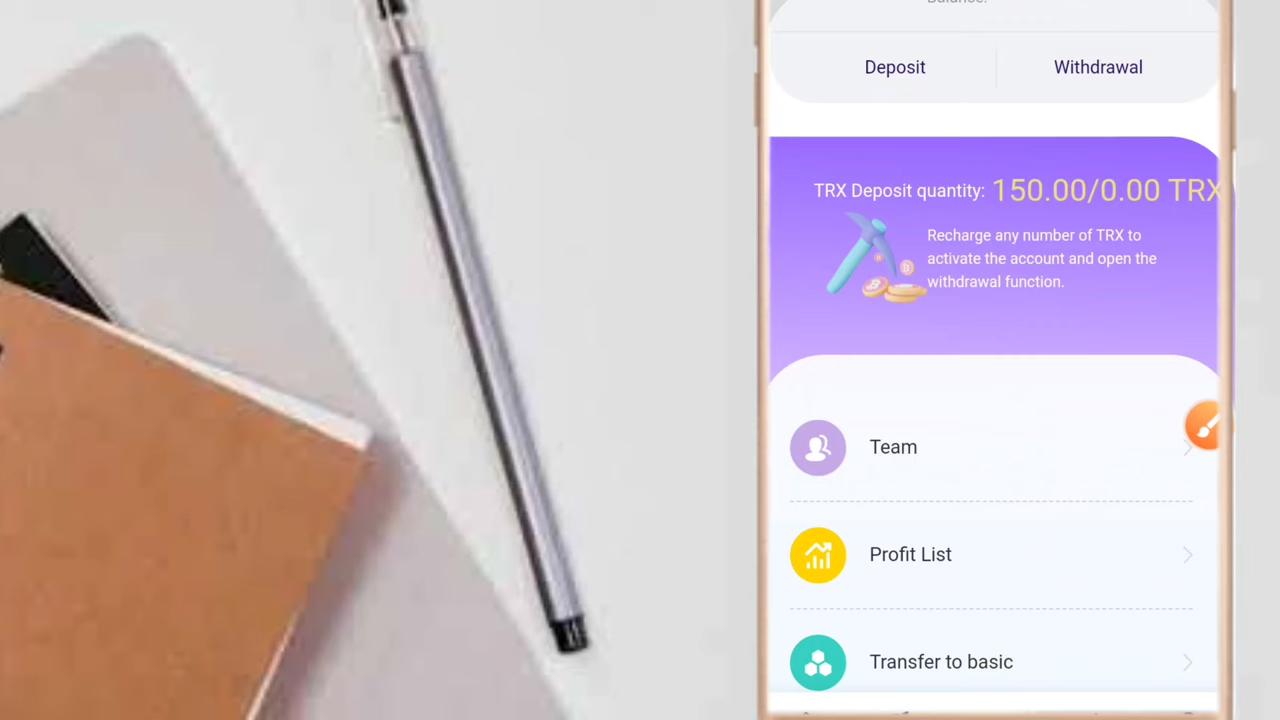 Balance:
Deposit
Withdrawal
TRX Deposit quantity: 150.00/0.00 TRX
Recharge any number of TRX to
activate the account and open the
withdrawal function.
Team
Profit List
Transfer to basic